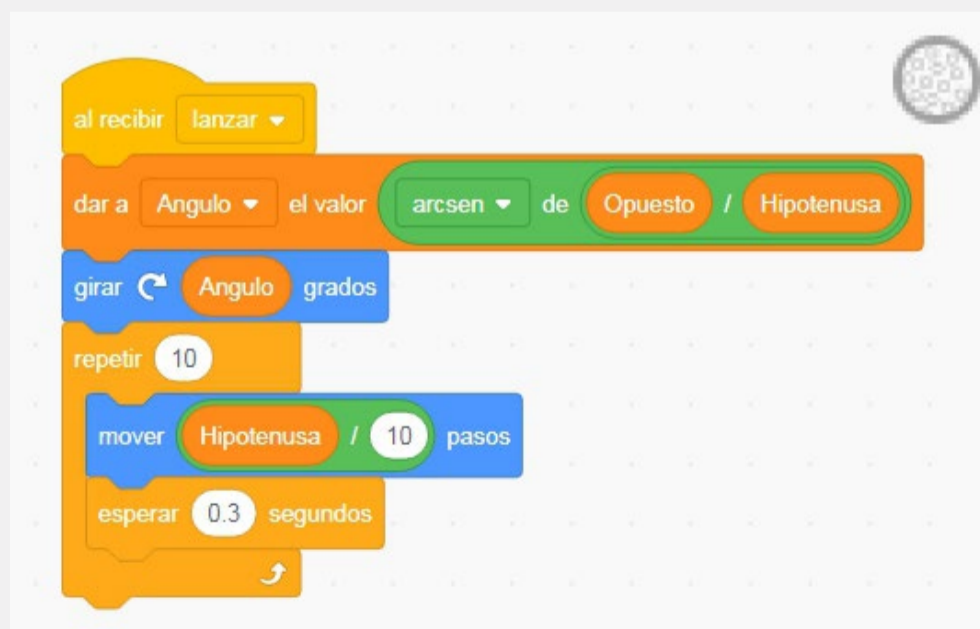 al recibir lanzar
dar a Angulo el valor arcsen de Opuesto / Hipotenusa
girar Angulo grados
repetir 10
mover Hipotenusa / 10 pasos
esperar 0.3 segundos